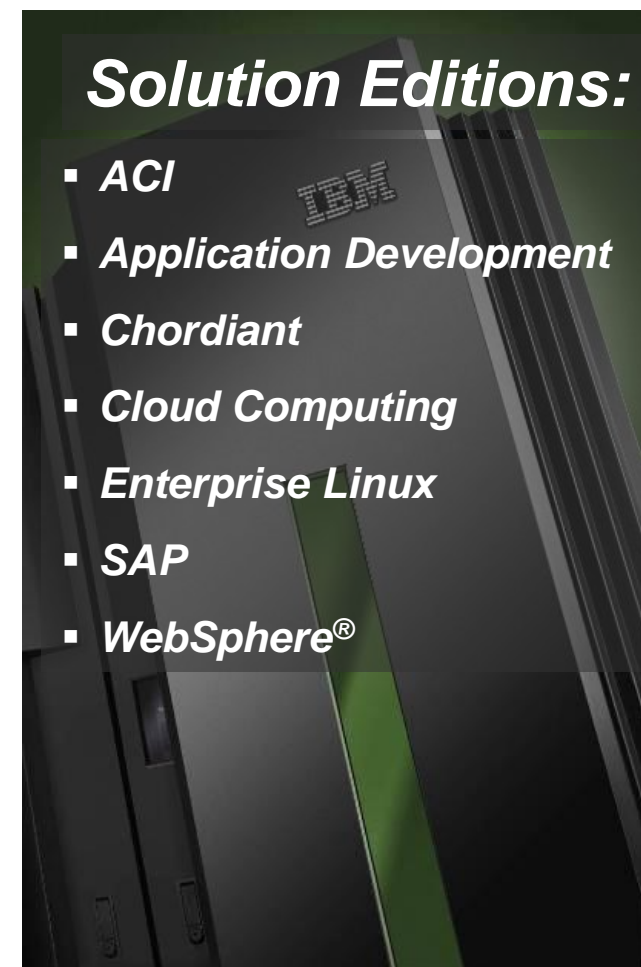 Solution Editions:
▪ ACI
IBM
▪ Application Development
▪ Chordiant
▪ Cloud Computing
▪ Enterprise Linux
▪ SAP
▪ WebSphere®